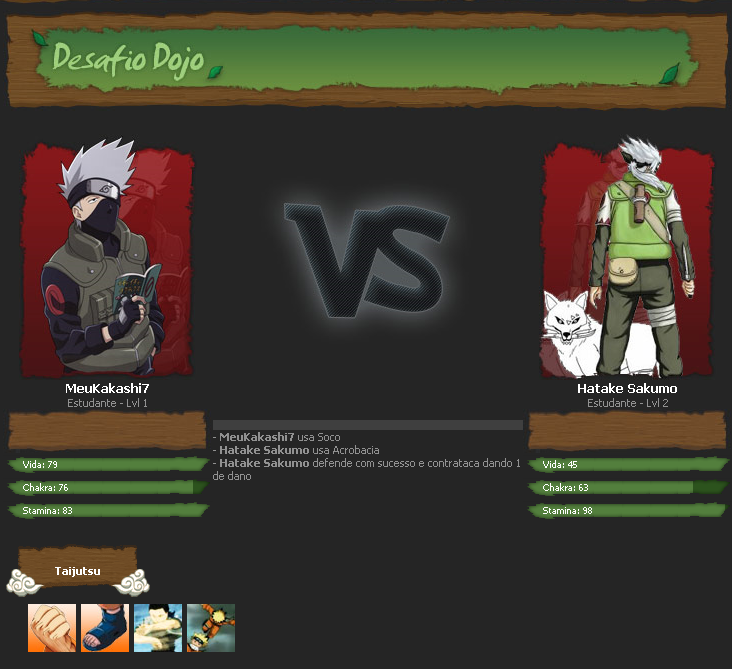 Desafio Dojo
VS
MeuKakashi7
Estudante - Lvl 1
Hatake Sakumo
Estudante - Lvl 2
- MeuKakashi7 usa Soco
- Hatake Sakumo usa Acrobacia
- Hatake Sakumo defende com sucesso e contrataca dando 1
de dano
Vida: 79
Chakra: 76
Stamina: 83
Vida: 45
Chakra: 63
Stamina: 98
Taijutsu